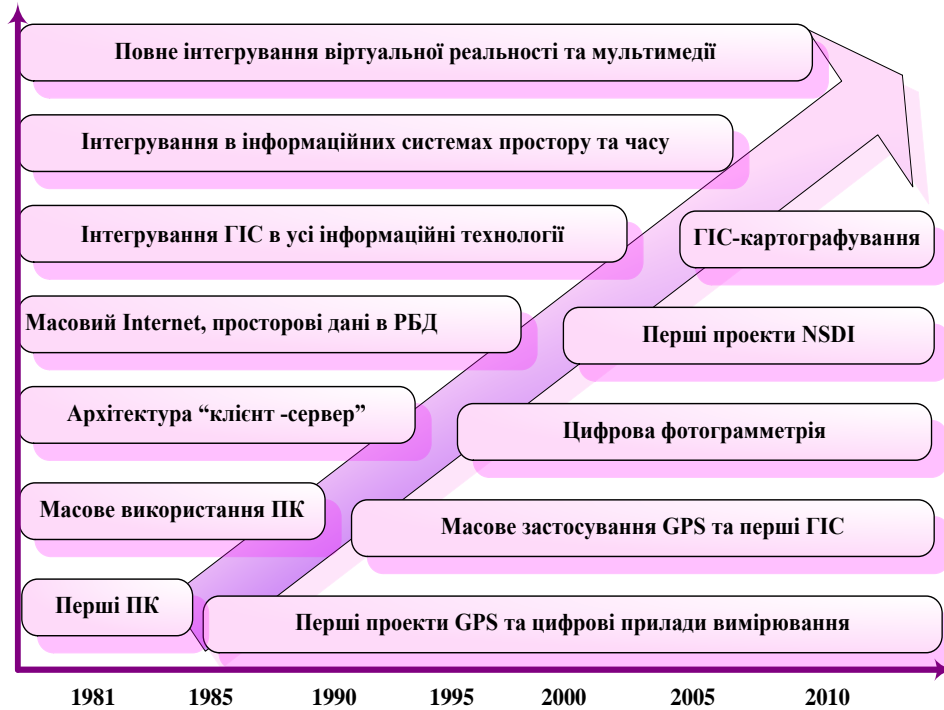 Повне інтегрування віртуальної реальності та мультимедії
Інтегрування в інформаційних системах простору та часу
Інтегрування ГІС в усі інформаційні технології
ГІС-картографування
Масовий Internet, просторові дані в РБД
Перші проекти NSDI
Архітектура “клієнт -сервер”
Цифрова фотограмметрія
Масове використання ПК
Масове застосування GPS та перші ГІС
Перші ПК
Перші проекти GPS та цифрові прилади вимірювання
1981 1985 1990 1995 2000 2005 2010